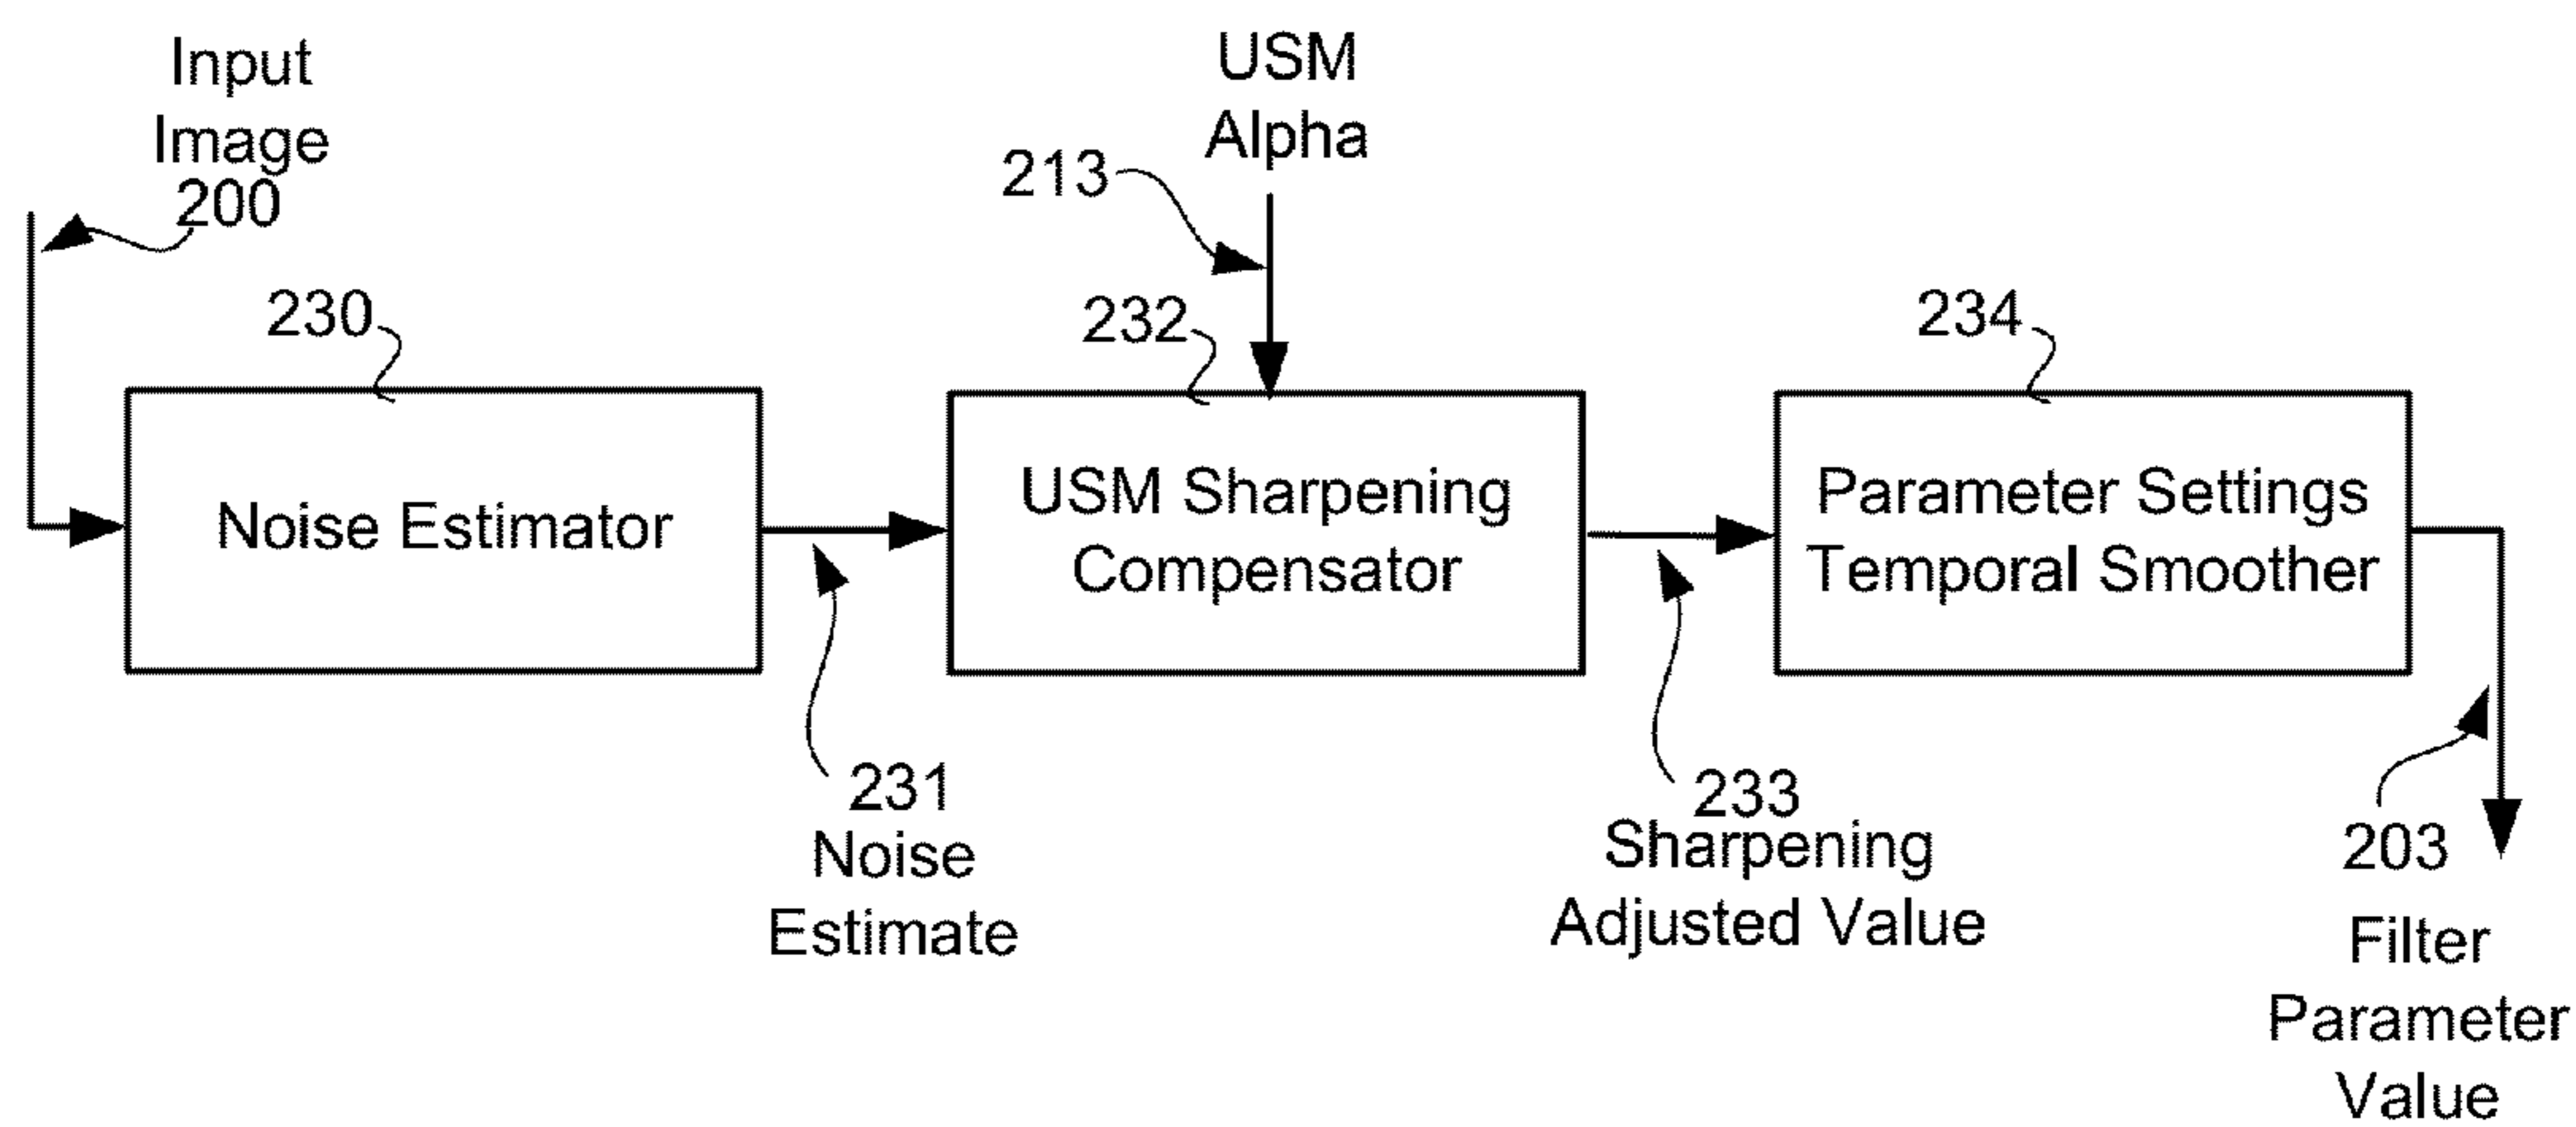 Input
Image
200
USM
Alpha
213
230
232
234
Noise Estimator
USM Sharpening
Compensator
Parameter Settings
Temporal Smoother
231
Noise
Estimate
233
Sharpening
Adjusted Value
203
Filter
Parameter
Value